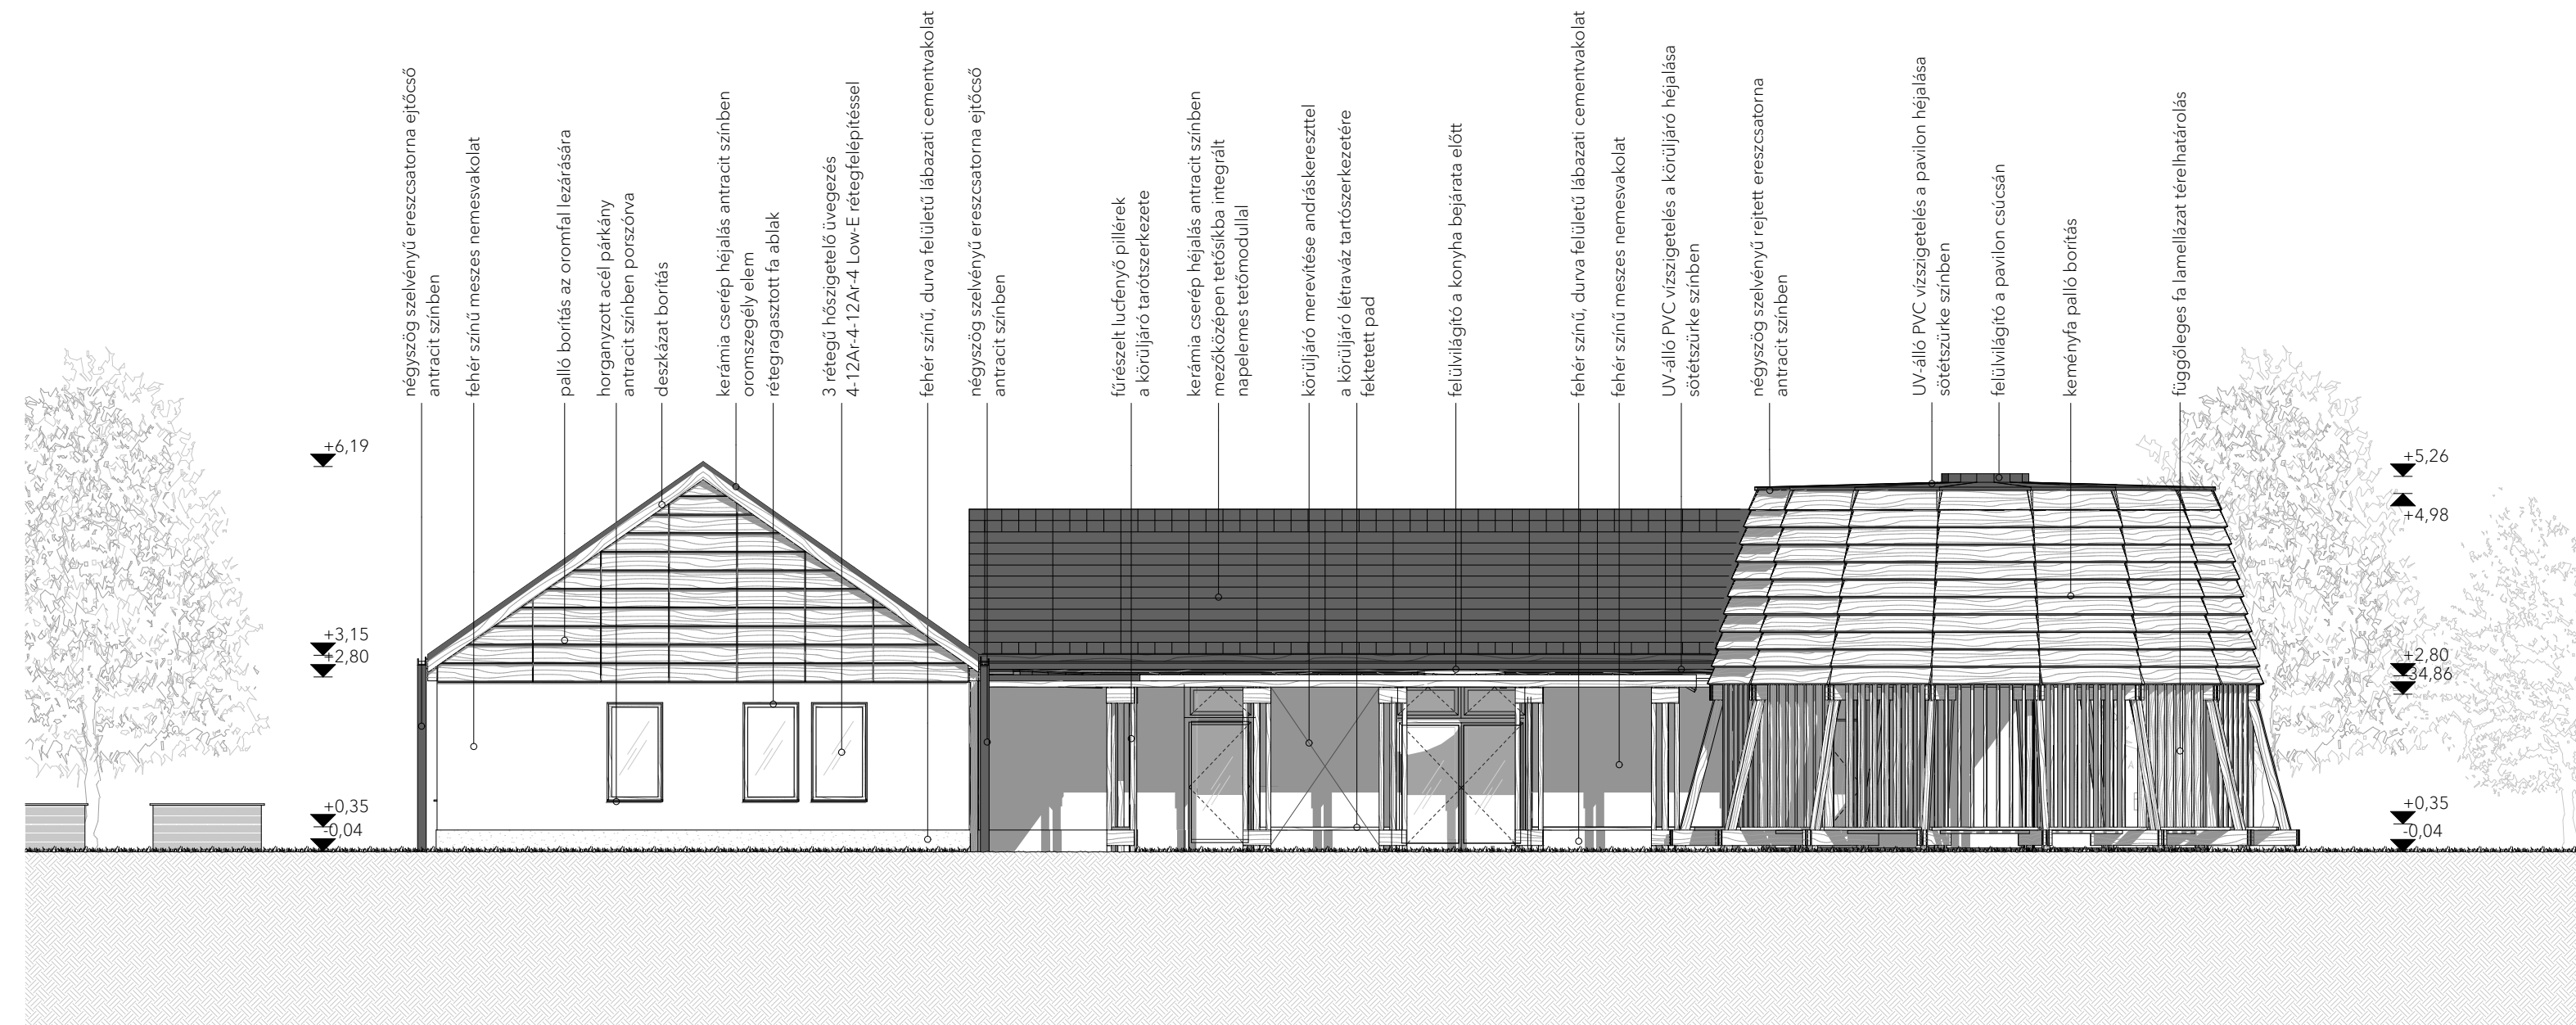 négyszög szelvényű ereszcsatorna ejtőcső
antracit színben
fehér színű meszes nemesvakolat
palló borítás az oromfal lezárására
horganyzott acél párkány
antracit színben porszórva
deszkázat borítás
kerámia cserép héjalás antracit színben
oromszegély elem
rétegragasztott fa ablak
3 rétegű hőszigetelő üvegezés
4-12Ar-4-12Ar-4 Low-E rétegfelépítéssel
fehér színű, durva felületű lábazati cementvakolat
négyszög szelvényű ereszcsatorna ejtőcső
antracit színben
fűrészelt lucfenyő pillérek
a körüljáró tarótszerkezete
kerámia cserép héjalás antracit színben
mezőközépen tetősíkba integrált
napelemes tetőmodullal
körüljáró merevítése andráskereszttel
a körüljáró létraváz tartószerkezetére
fektetett pad
felülvilágító a konyha bejárata előtt
fehér színű, durva felületű lábazati cementvakolat
fehér színű meszes nemesvakolat
UV-álló PVC vízszigetelés a körüljáró héjalása
sötétszürke színben
négyszög szelvényű rejtett ereszcsatorna
antracit színben
UV-álló PVC vízszigetelés a pavilon héjalása
sötétszürke színben
felülvilágító a pavilon csúcsán
keményfa palló borítás
függőleges fa lamellázat térelhatárolás
+6,19
+3,15
+2,80
+0,35
-0,04
+5,26
+4,98
+2,80
34,86
+0,35
-0,04